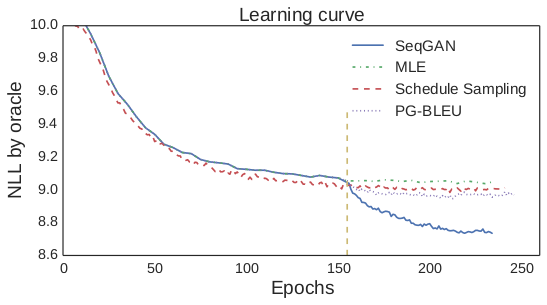 Learning curve
NLL by oracle
10.0
9.8
9.6
9.4
9.2
9.0
8.8
8.6
SeqGAN
MLE
Schedule Sampling
PG-BLEU
0 50 100 150 200 250
Epochs